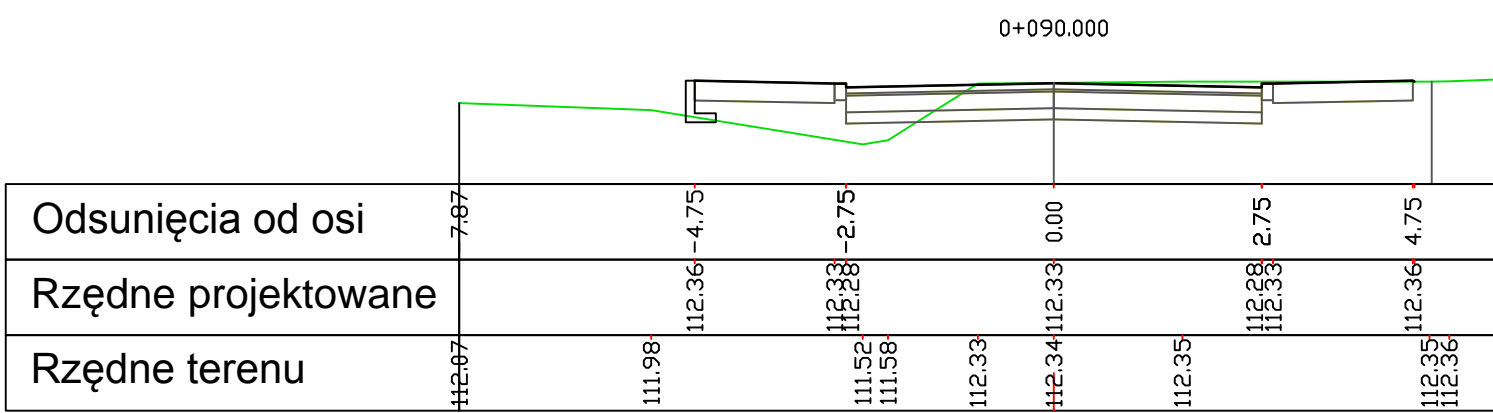 0+090.000
Odsunięcia od osi 7.87 -4.75 -2.75 0.00 2.75 4.75
Rzędne projektowane 112.36 112.33 112.28 112.33 112.28 112.33 112.36
Rzędne terenu 112.07 111.98 111.52 111.58 112.33 112.34 112.35 112.35 112.36